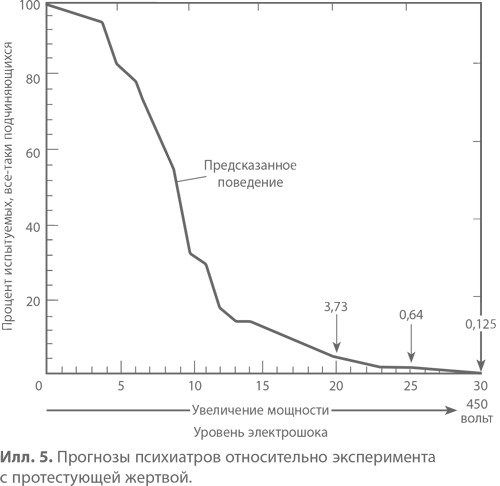 100
80
60
40
20
Процент испытуемых, все-таки подчиняющихся
Предсказанное
поведение
3,73
0,64
0,125
0
5
10
15
20
25
30
Увеличение мощности
450
вольт
Уровень электрошока
Илл. 5. Прогнозы психиатров относительно эксперимента
с протестующей жертвой.